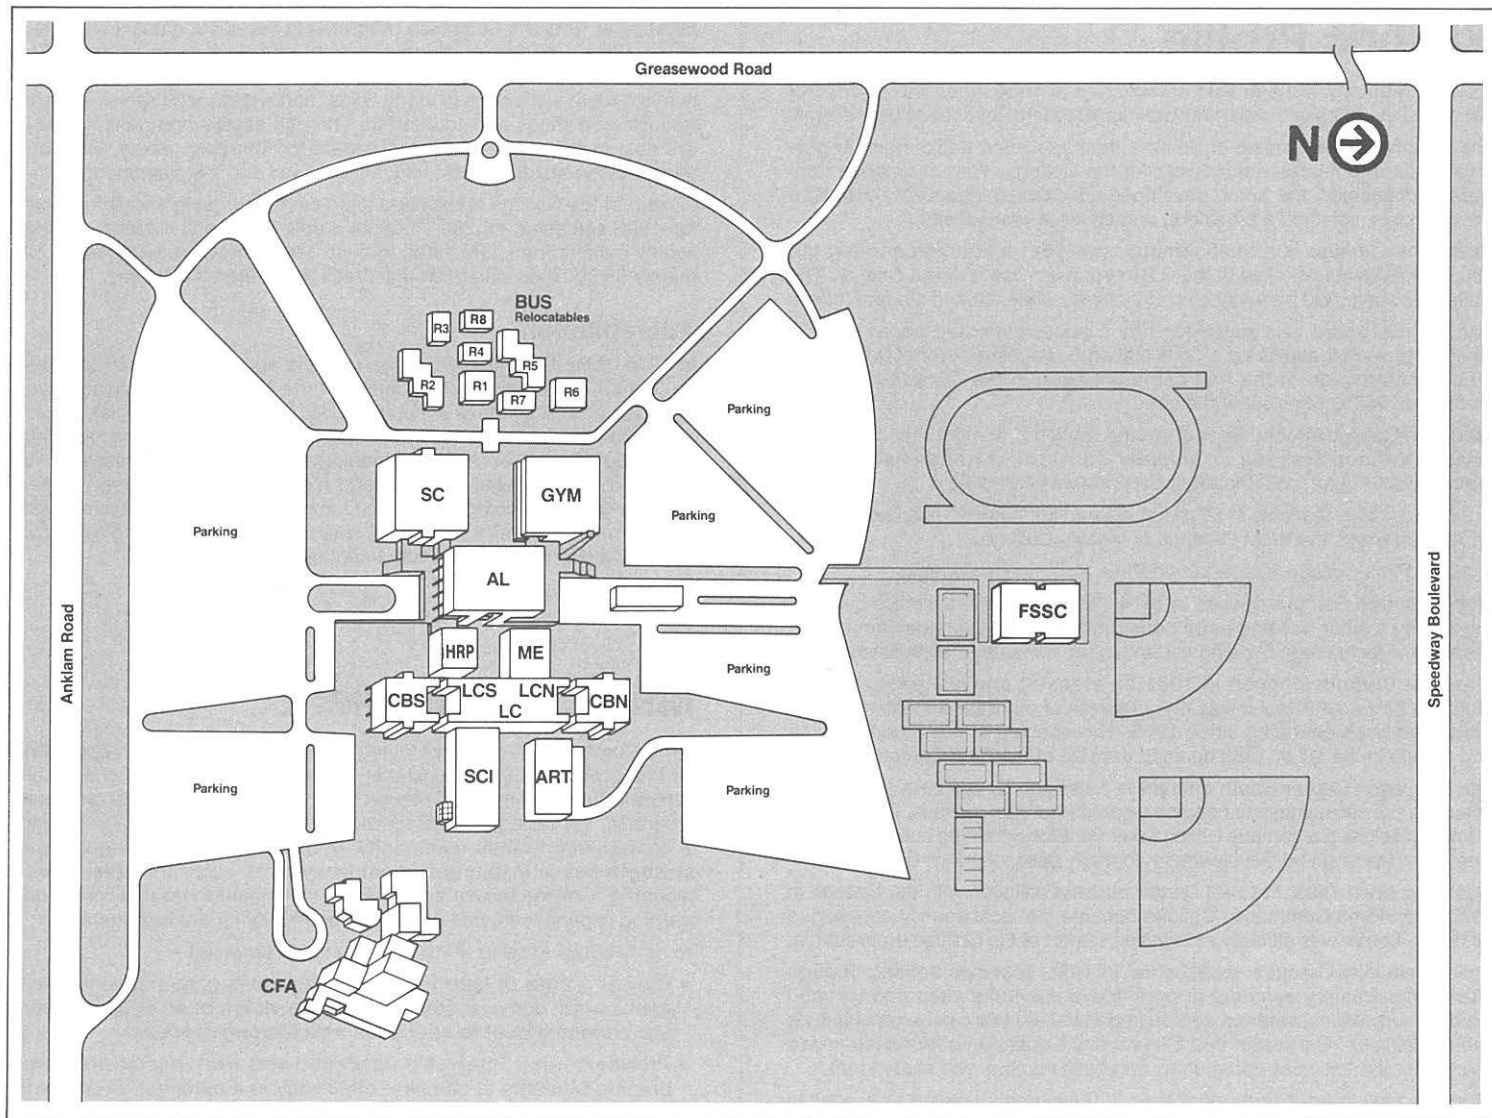 Greasewood Road
N
BUS
Relocatables
R3
R8
R4
R5
R2
R1
R7
R6
Parking
SC
GYM
Parking
Parking
AL
FSSC
Anklam Road
Speedway Boulevard
HRP
ME
Parking
LCS
LCN
CBS
CBN
LC
SCI
ART
Parking
Parking
CFA